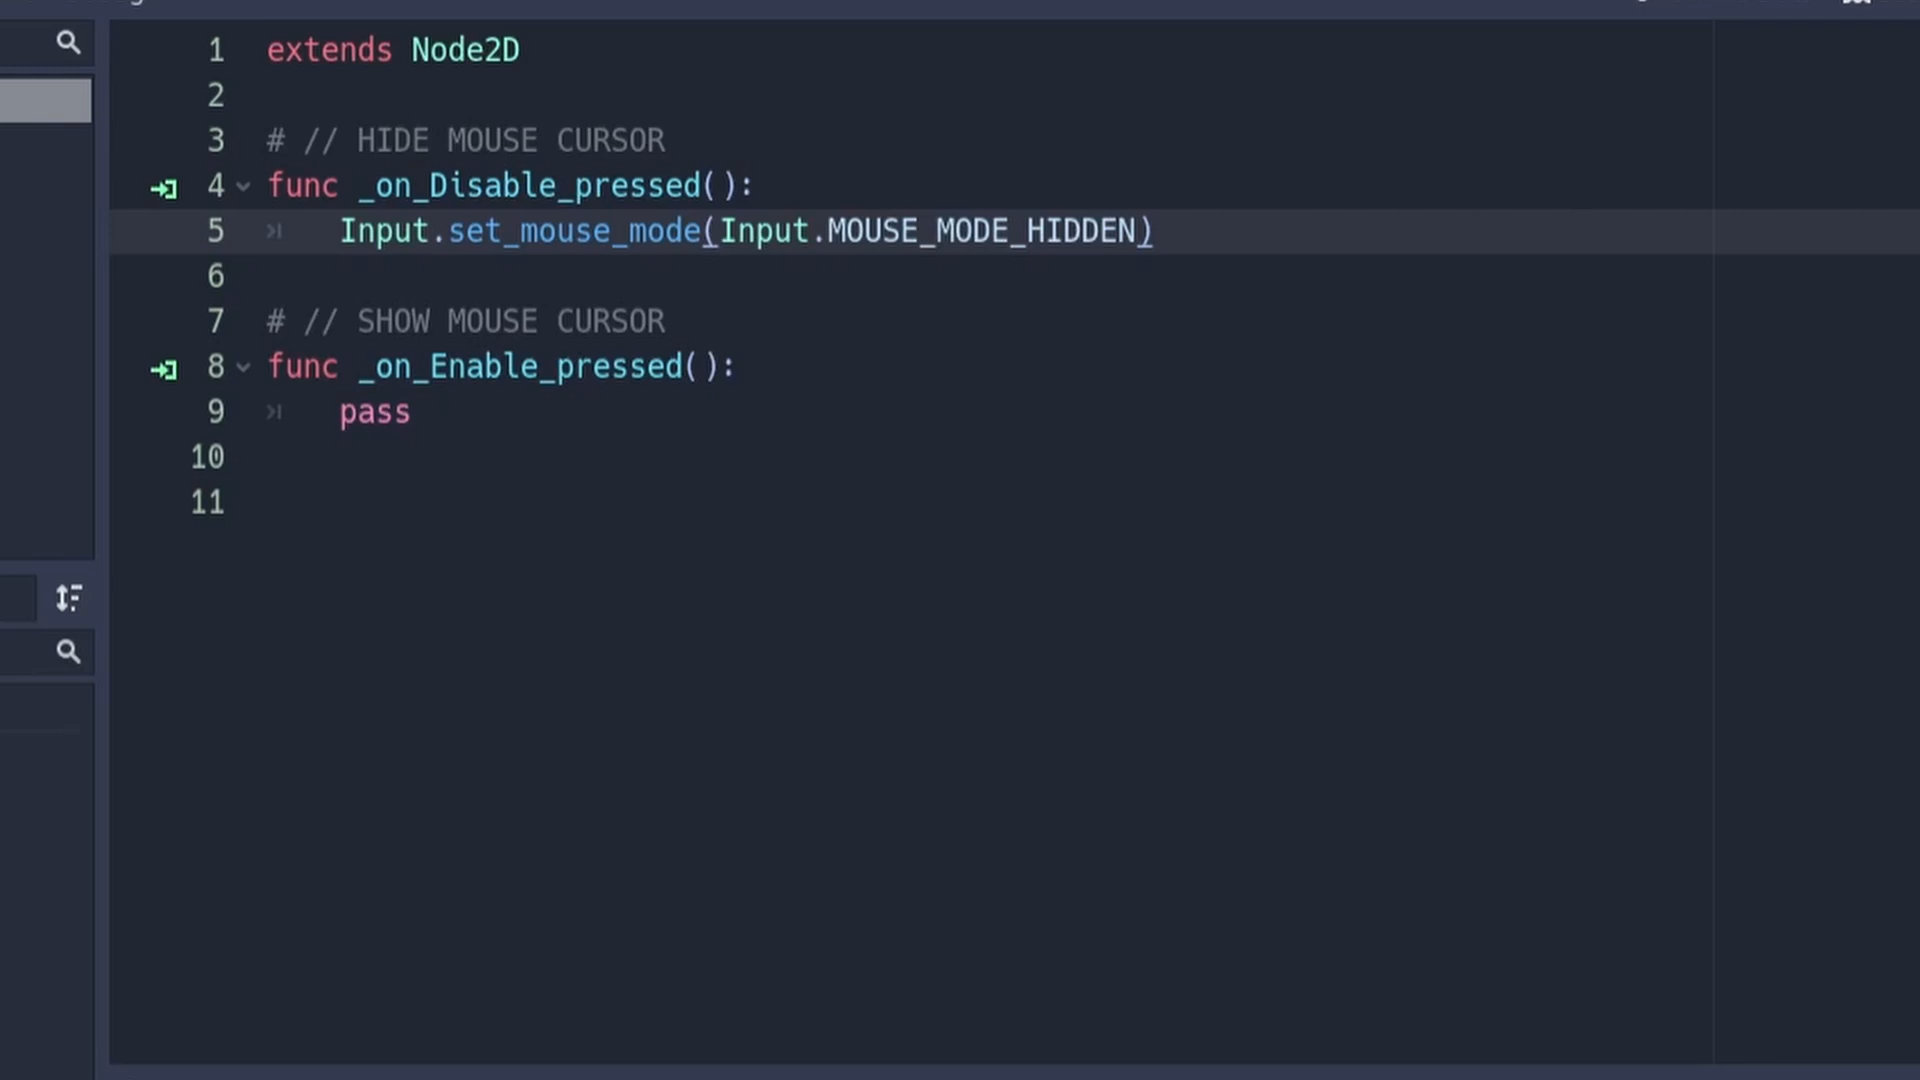 1 extends Node2D
2
3 # // HIDE MOUSE CURSOR
4 func _on_Disable_pressed():
5 Input.set_mouse_mode(Input.MOUSE_MODE_HIDDEN)
6
7 # // SHOW MOUSE CURSOR
8 func _on_Enable_pressed():
9 pass
10
11